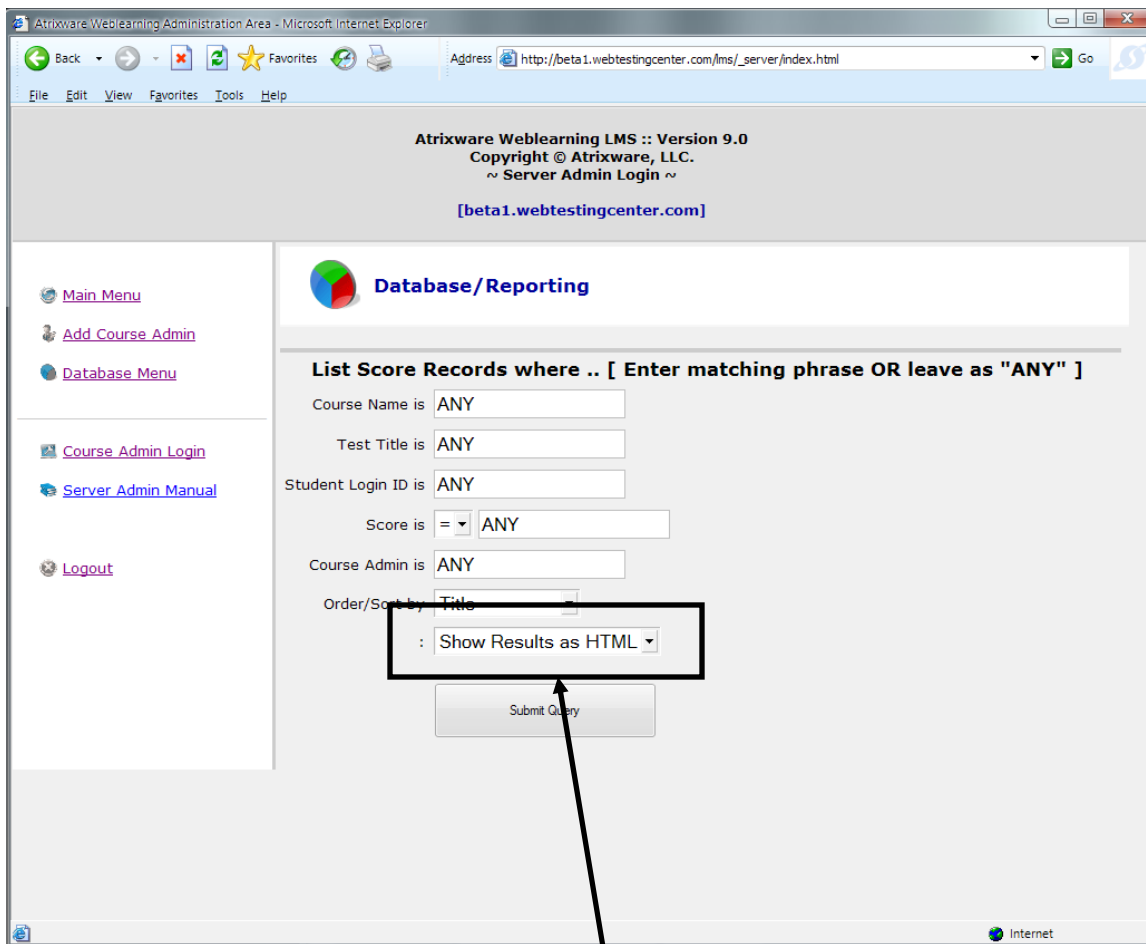 Atrixware Weblearning Administration Area - Microsoft Internet Explorer
Back Favorites Address http://beta1.webtestingcenter.com/lms/_server/index.html Go
File Edit View Favorites Tools Help
Atrixware Weblearning LMS :: Version 9.0
Copyright © Atrixware, LLC.
~ Server Admin Login ~
[beta1.webtestingcenter.com]
Main Menu
Add Course Admin
Database Menu
Course Admin Login
Server Admin Manual
Logout
Database/Reporting
List Score Records where .. [ Enter matching phrase OR leave as "ANY" ]
Course Name is ANY
Test Title is ANY
Student Login ID is ANY
Score is = ANY
Course Admin is ANY
Order/Sort by Title
: Show Results as HTML
Submit Query
Internet